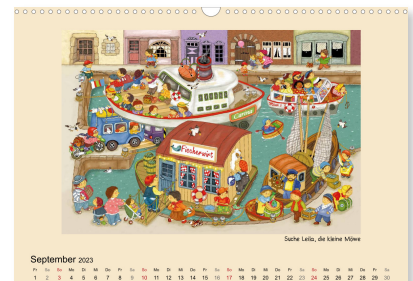 Carmen
Fischerwirt
Suche Leila, die kleine Möwe
September 2023
Fr Sa So Mo Di Mi Do Fr Sa So Mo Di Mi Do Fr Sa So Mo Di Mi Do Fr Sa So Mo Di Mi Do Fr Sa
1 2 3 4 5 6 7 8 9 10 11 12 13 14 15 16 17 18 19 20 21 22 23 24 25 26 27 28 29 30